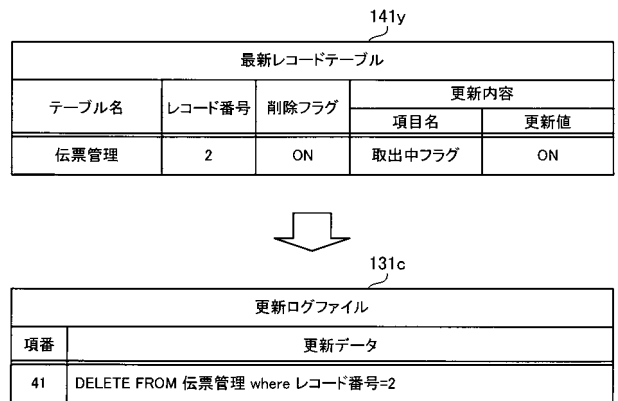 141y
最新レコードテーブル
テーブル名 レコード番号 削除フラグ 更新内容
項目名 更新値
伝票管理 2 ON 取出中フラグ ON
131c
更新ログファイル
項番 更新データ
41 DELETE FROM 伝票管理 where レコード番号=2